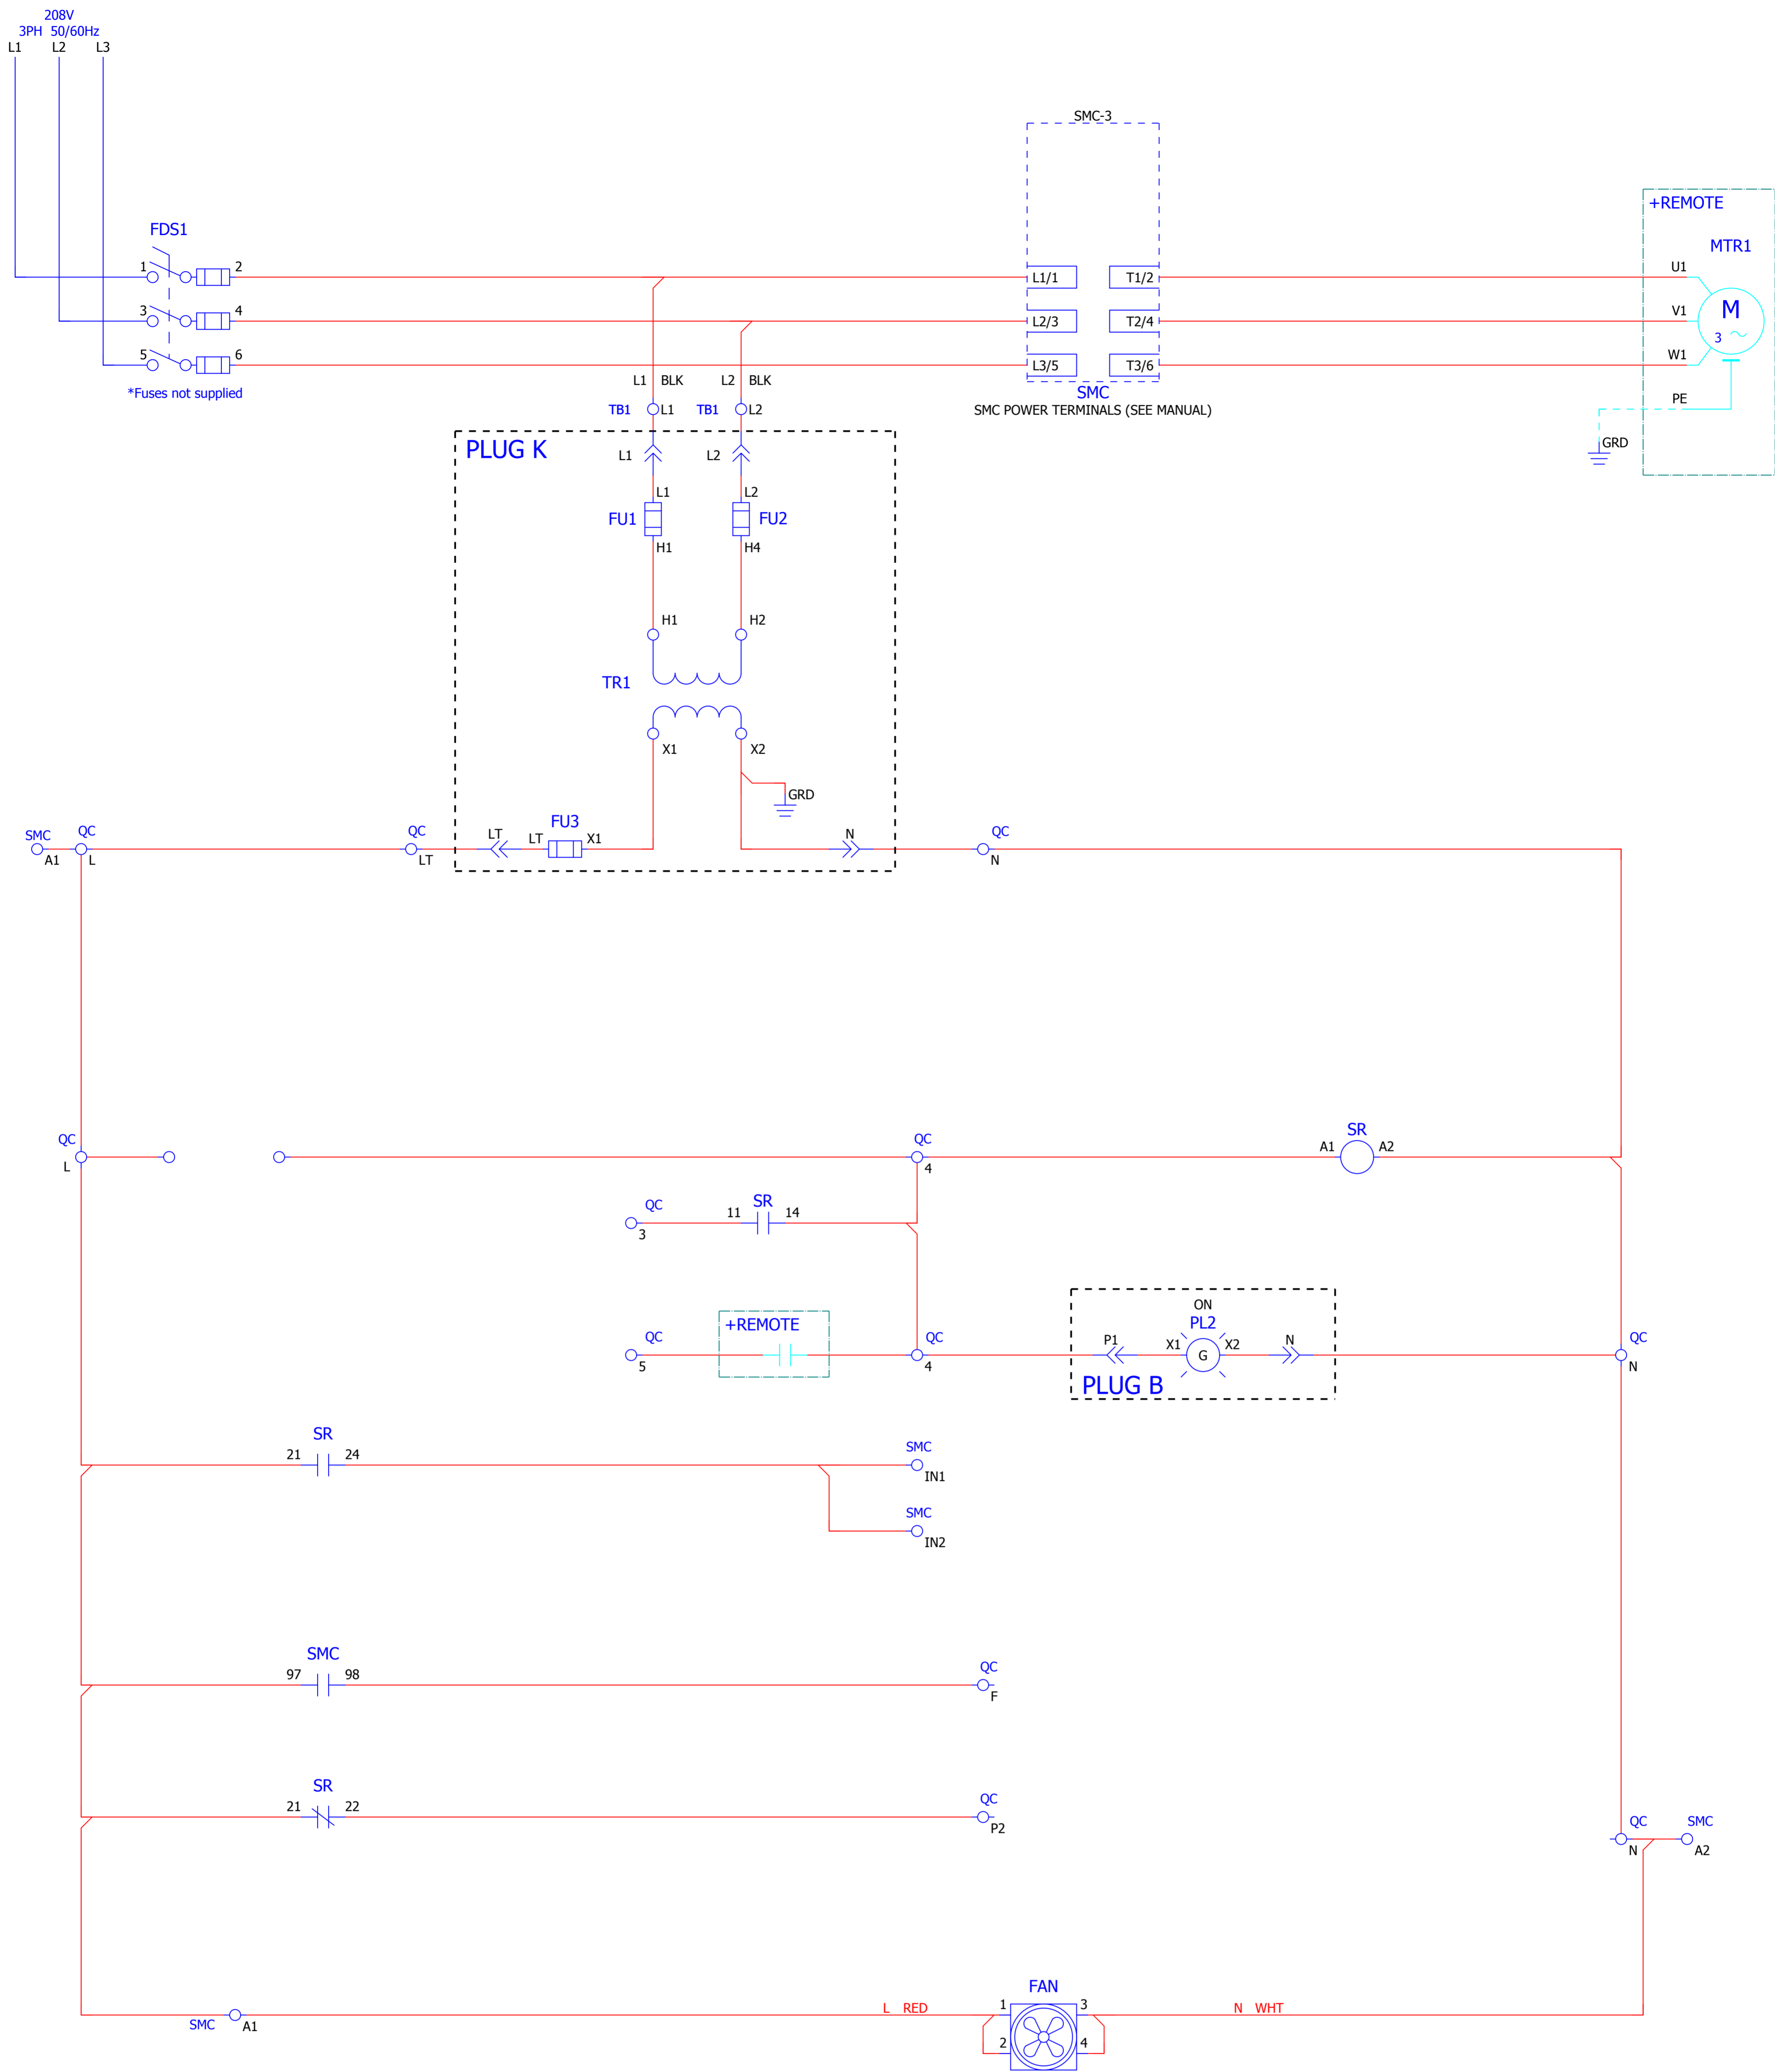 208V
3PH 50/60Hz
L1 L2 L3
SMC-3
+REMOTE
MTR1
FDS1
1 2
L1/1 T1/2
U1
3 4
L2/3 T2/4
V1
M
3
5 6
L3/5 T3/6
W1
*Fuses not supplied
L1 BLK L2 BLK
SMC
SMC POWER TERMINALS (SEE MANUAL)
PE
TB1 L1 TB1 L2
GRD
PLUG K
L1 L2
L1 L2
FU1 FU2
H1 H4
H1 H2
TR1
X1 X2
GRD
SMC QC
A1 L
QC
LT
LT
FU3
LT X1
N
QC
N
QC
L
QC
4
SR
A1 A2
QC
3
SR
11 14
+REMOTE
QC
5
QC
4
ON
PL2
P1 X1 G X2 N
PLUG B
QC
N
SR
21 24
SMC
IN1
SMC
IN2
SMC
97 98
QC
F
SR
21 22
QC
P2
QC SMC
N A2
FAN
L RED
1 3
N WHT
2 4
SMC A1